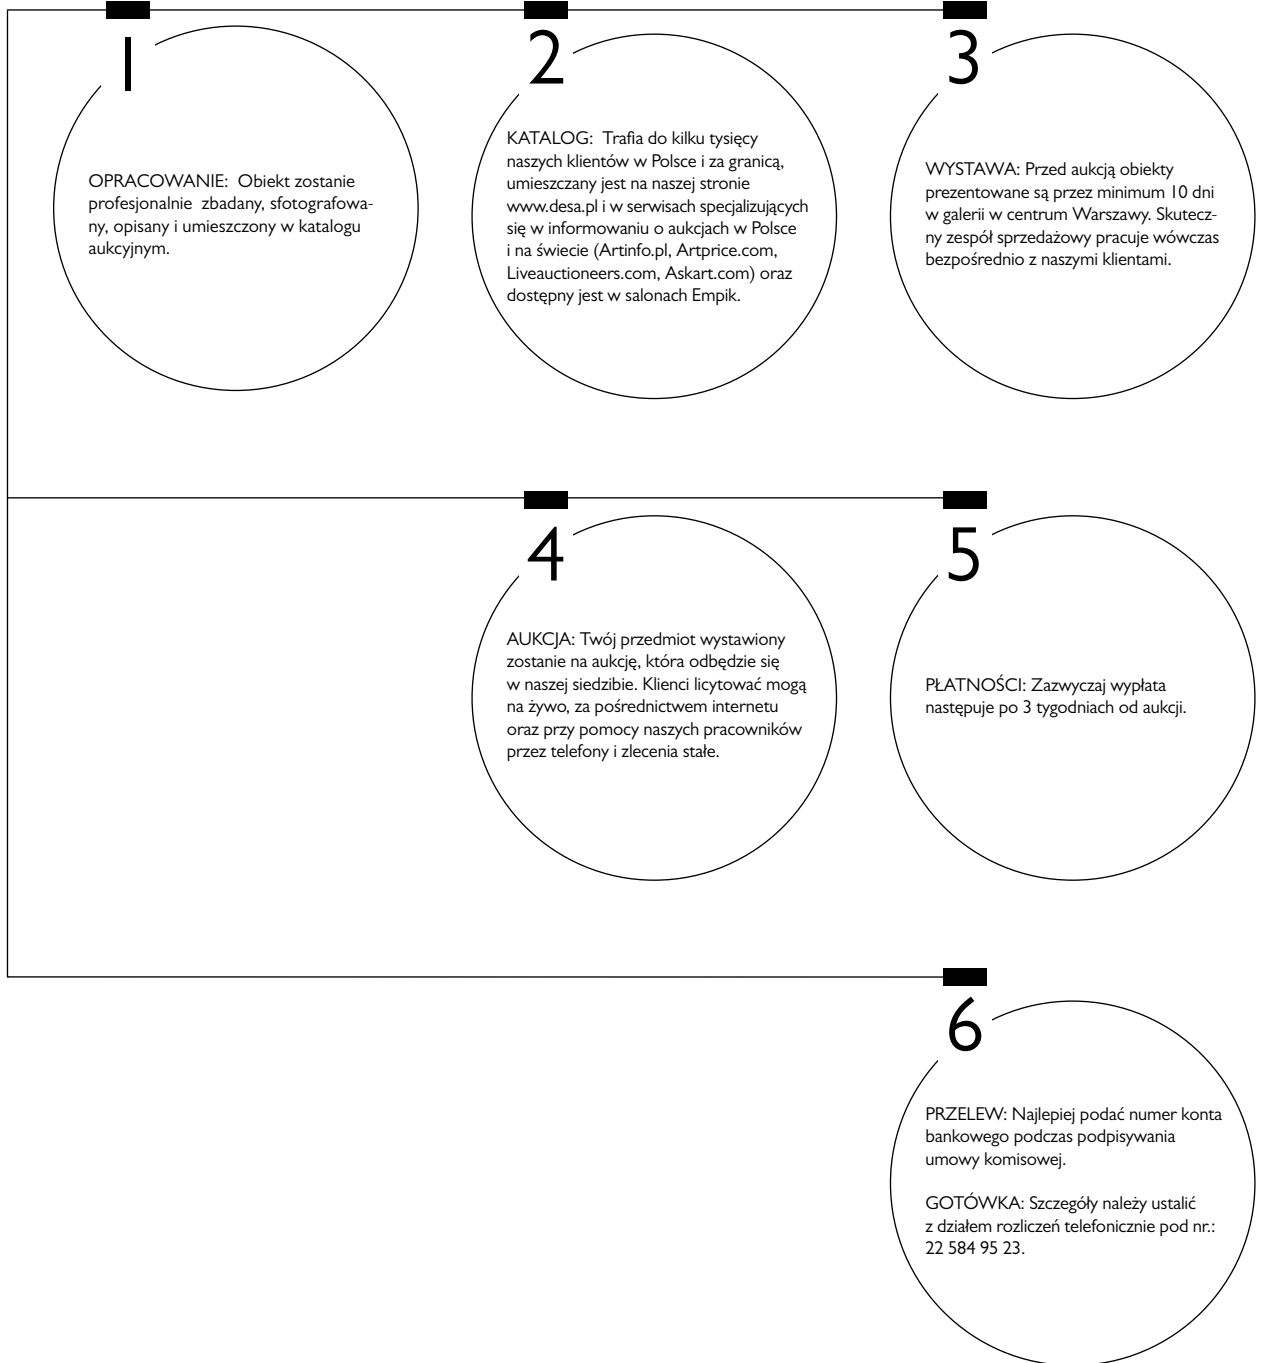 1
OPRACOWANIE: Obiekt zostanie
profesjonalnie zbadany, sfotografowa-
ny, opisany i umieszczony w katalogu
aukcyjnym.
2
KATALOG: Trafia do kilku tysięcy
naszych klientów w Polsce i za granicą,
umieszczany jest na naszej stronie
www.desa.pl i w serwisach specjalizujących
się w informowaniu o aukcjach w Polsce
i na świecie (Artinfo.pl, Artprice.com,
Liveauctioneers.com, Askart.com) oraz
dostępny jest w salonach Empik.
3
WYSTAWA: Przed aukcją obiekty
prezentowane są przez minimum 10 dni
w galerii w centrum Warszawy. Skutecz-
ny zespół sprzedażowy pracuje wówczas
bezpośrednio z naszymi klientami.
4
AUKCJA: Twój przedmiot wystawiony
zostanie na aukcję, która odbędzie się
w naszej siedzibie. Klienci licytować mogą
na żywo, za pośrednictwem internetu
oraz przy pomocy naszych pracowników
przez telefony i zlecenia stałe.
5
PŁATNOŚCI: Zazwyczaj wypłata
następuje po 3 tygodniach od aukcji.
6
PRZELEW: Najlepiej podać numer konta
bankowego podczas podpisywania
umowy komisowej.
GOTÓWKA: Szczegóły należy ustalić
z działem rozliczeń telefonicznie pod nr.:
22 584 95 23.